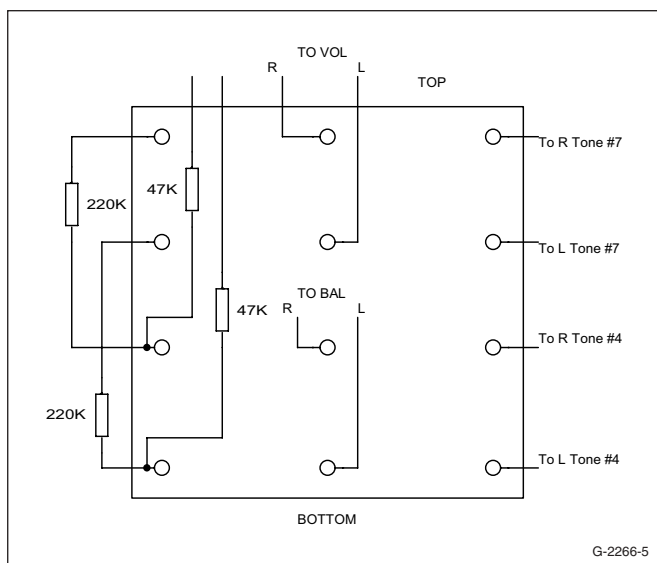 TO VOL
R L
TOP
To R Tone #7
47K
220K
To L Tone #7
TO BAL
R L
47K
To R Tone #4
220K
To L Tone #4
BOTTOM
G-2266-5